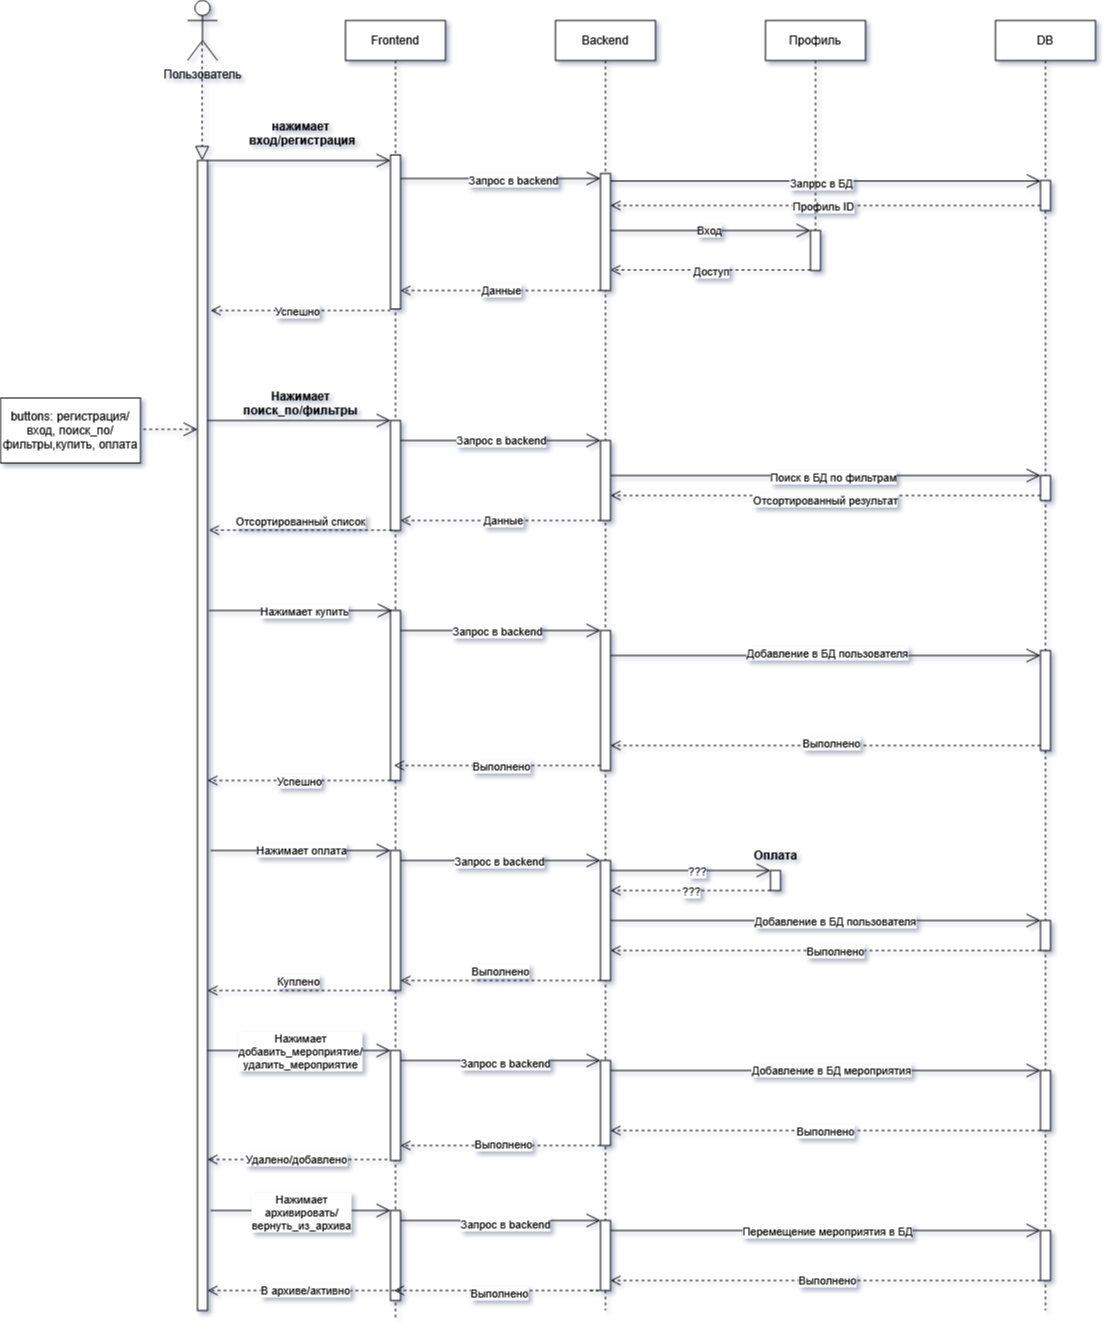 Пользователь
Frontend
Backend
Профиль
DB
нажимает
вход/регистрация
Запрос в backend
Запрос в БД
Профиль ID
Вход
Доступ
Данные
Успешно
buttons: регистрация/
вход, поиск_по/
фильтры,купить, оплата
Нажимает
поиск_по/фильтры
Запрос в backend
Поиск в БД по фильтрам
Отсортированный результат
Данные
Отсортированный список
Нажимает купить
Запрос в backend
Добавление в БД пользователя
Выполнено
Выполнено
Успешно
Нажимает оплата
Запрос в backend
Оплата
???
???
Добавление в БД пользователя
Выполнено
Выполнено
Куплено
Нажимает
добавить_мероприятие/
удалить_мероприятие
Запрос в backend
Добавление в БД мероприятия
Выполнено
Выполнено
Удалено/добавлено
Нажимает
архивировать/
вернуть_из_архива
Запрос в backend
Перемещение мероприятия в БД
Выполнено
Выполнено
В архиве/активно